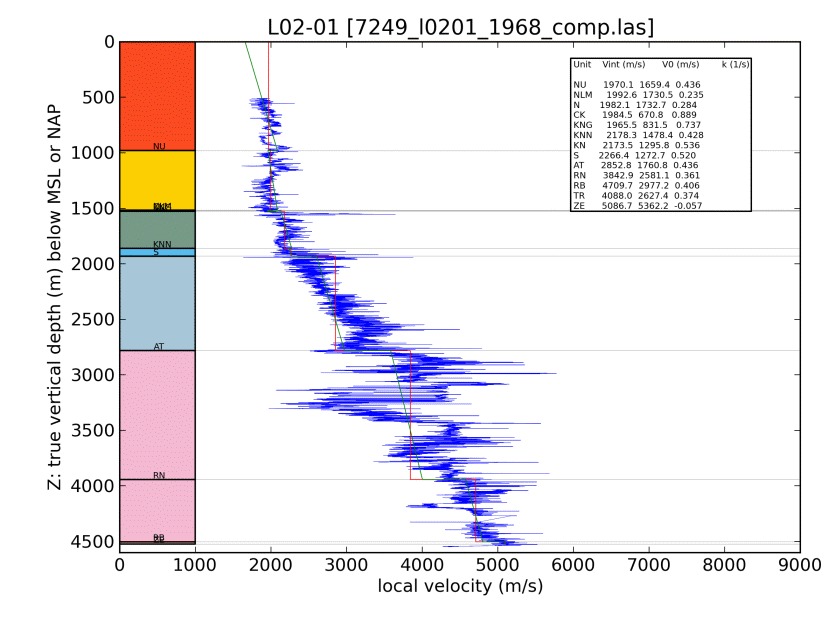 L02-01 [7249_l0201_1968_comp.las]
Z: true vertical depth (m) below MSL or NAP
0
500
1000
1500
2000
2500
3000
3500
4000
4500
NU
KNN
S
AT
RN
RB
Unit Vint (m/s) V0 (m/s) k (1/s)
NU 1970.1 1659.4 0.436
NLM 1992.6 1730.5 0.235
N 1982.1 1732.7 0.284
CK 1984.5 670.8 0.889
KNG 1965.5 831.5 0.737
KNN 2178.3 1478.4 0.428
KN 2173.5 1295.8 0.536
S 2266.4 1272.7 0.520
AT 2852.8 1760.8 0.436
RN 3842.9 2581.1 0.361
RB 4709.7 2977.2 0.406
TR 4088.0 2627.4 0.374
ZE 5086.7 5362.2 -0.057
0 1000 2000 3000 4000 5000 6000 7000 8000 9000
local velocity (m/s)